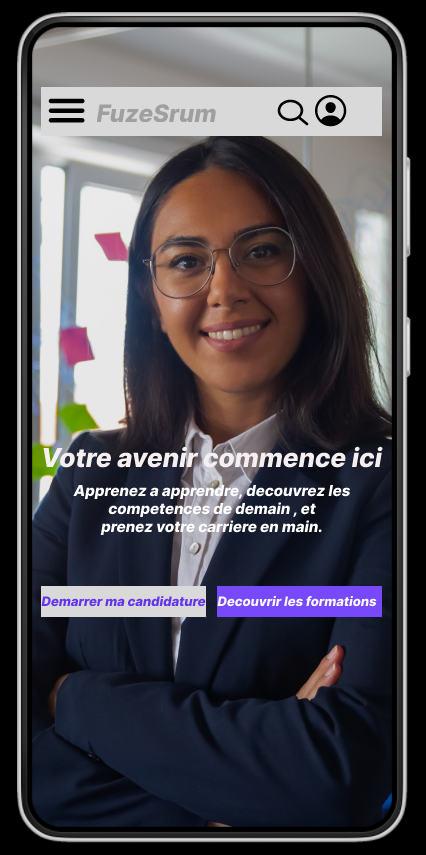 FuzeSrum
Votre avenir commence ici
Apprenez a apprendre, decouvrez les
competences de demain , et
prenez votre carriere en main.
Demarrer ma candidature
Decouvrir les formations